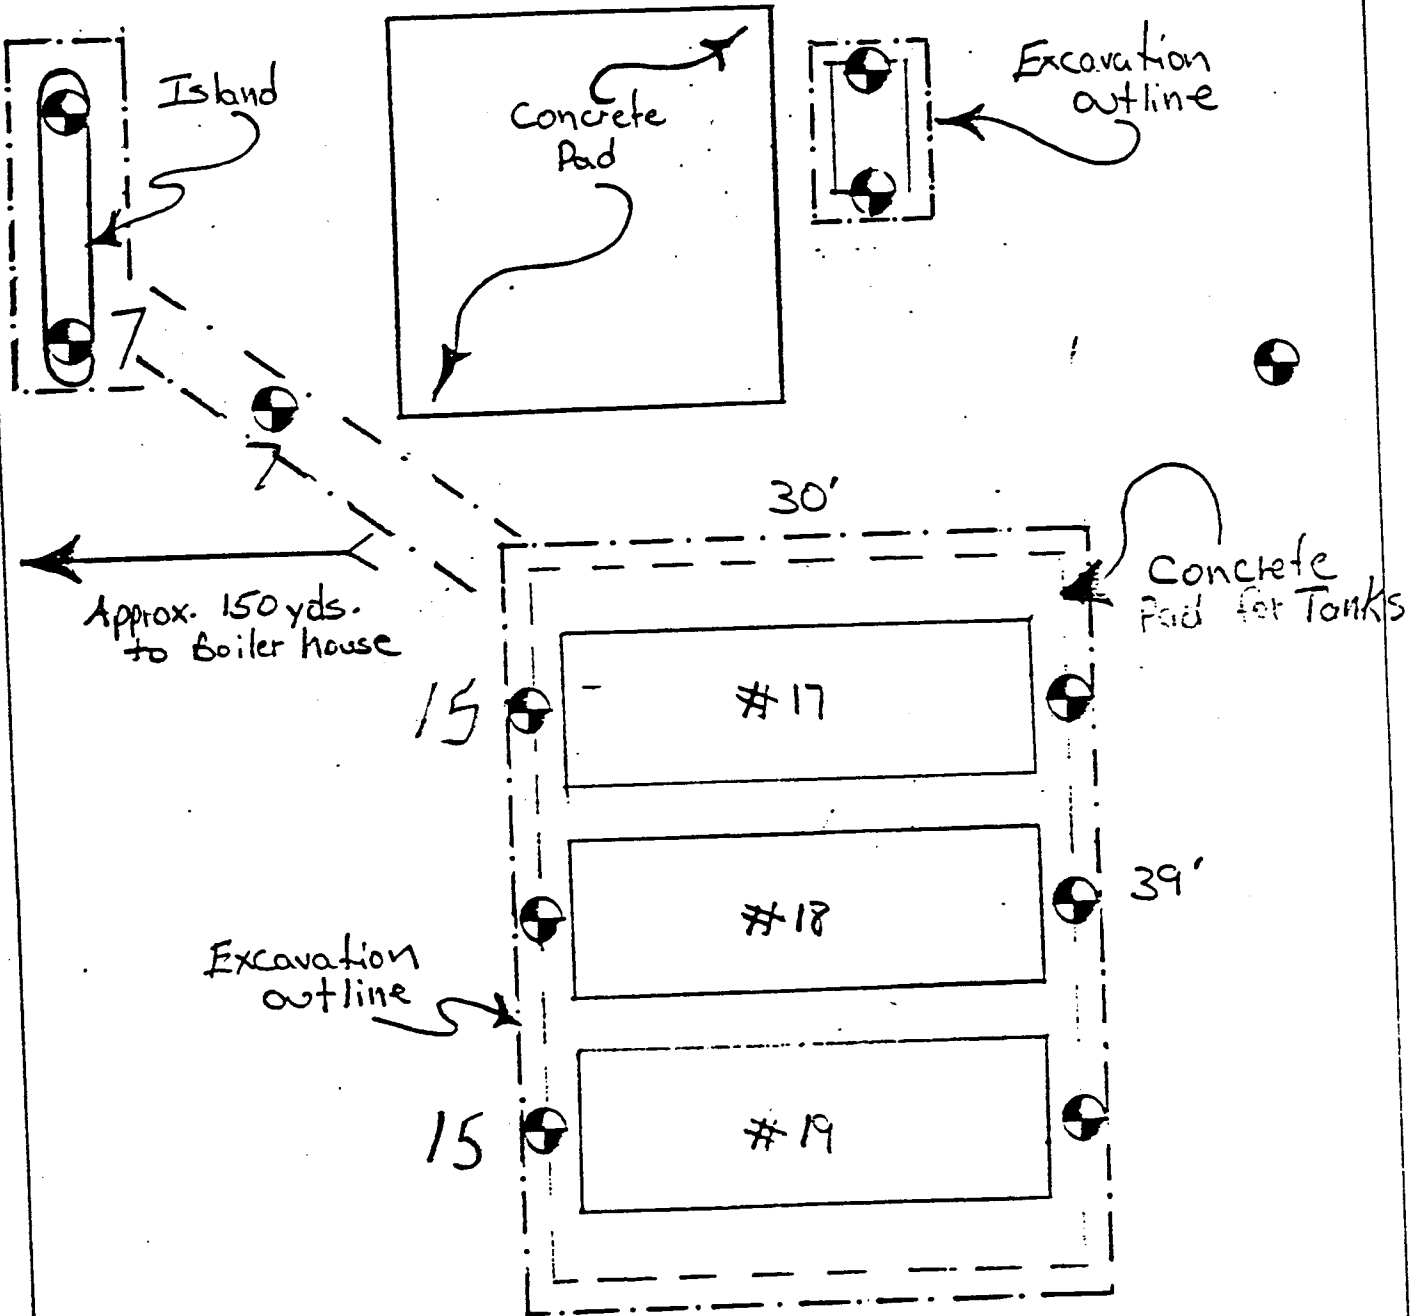 Island
Concrete
Pad
Excavation
outline
7
7
30'
Approx. 150 yds.
to Boiler house
Concrete
Pad for Tanks
15
#17
#18
39'
Excavation
outline
15
#19